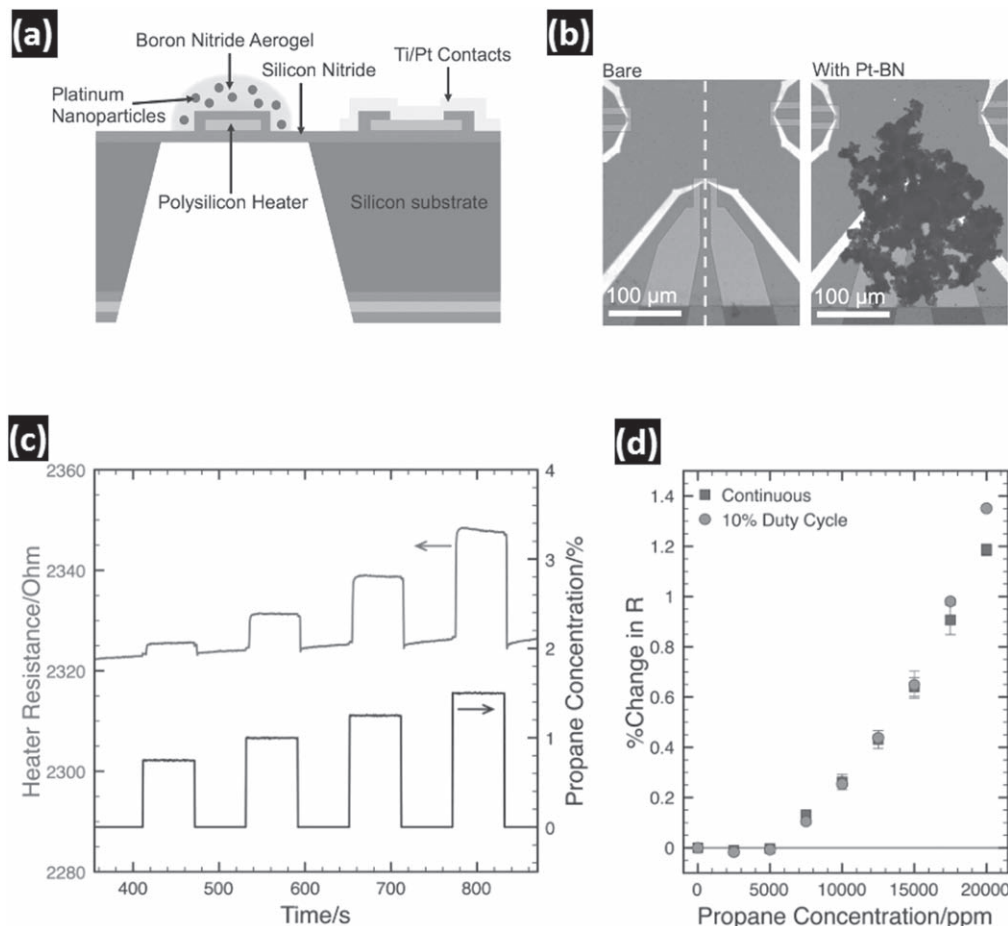 (a)
Boron Nitride Aerogel
Silicon Nitride
Ti/Pt Contacts
Platinum
Nanoparticles
Polysilicon Heater
Silicon substrate
(b)
Bare
With Pt-BN
100 µm
100 µm
(c)
2360
2340
2320
2300
2280
Heater Resistance/Ohm
400
500
600
700
800
Time/s
4
3
2
1
0
Propane Concentration/%
(d)
Continuous
10% Duty Cycle
1.4
1.2
1
0.8
0.6
0.4
0.2
0
%Change in R
0
5000
10000
15000
20000
Propane Concentration/ppm